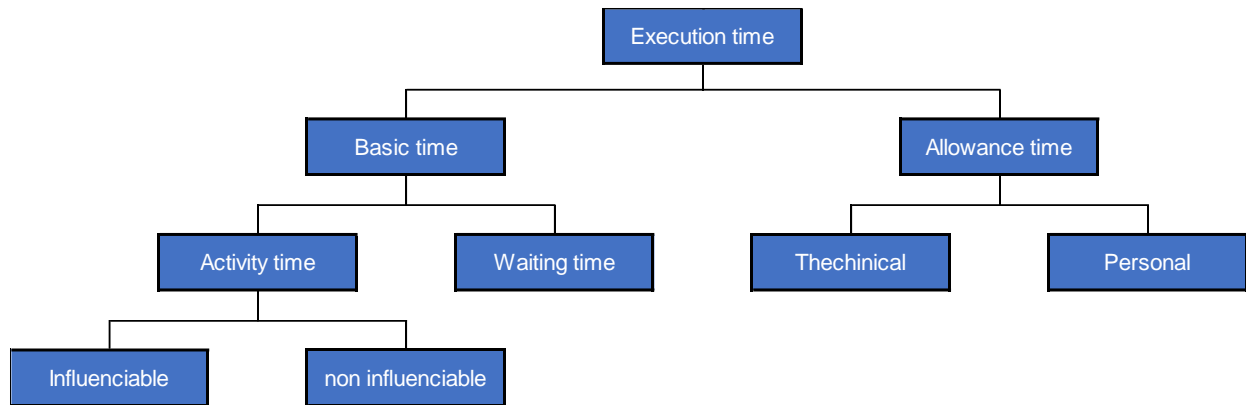 Execution time
Basic time
Allowance time
Activity time
Waiting time
Thechinical
Personal
Influenciable
non influenciable